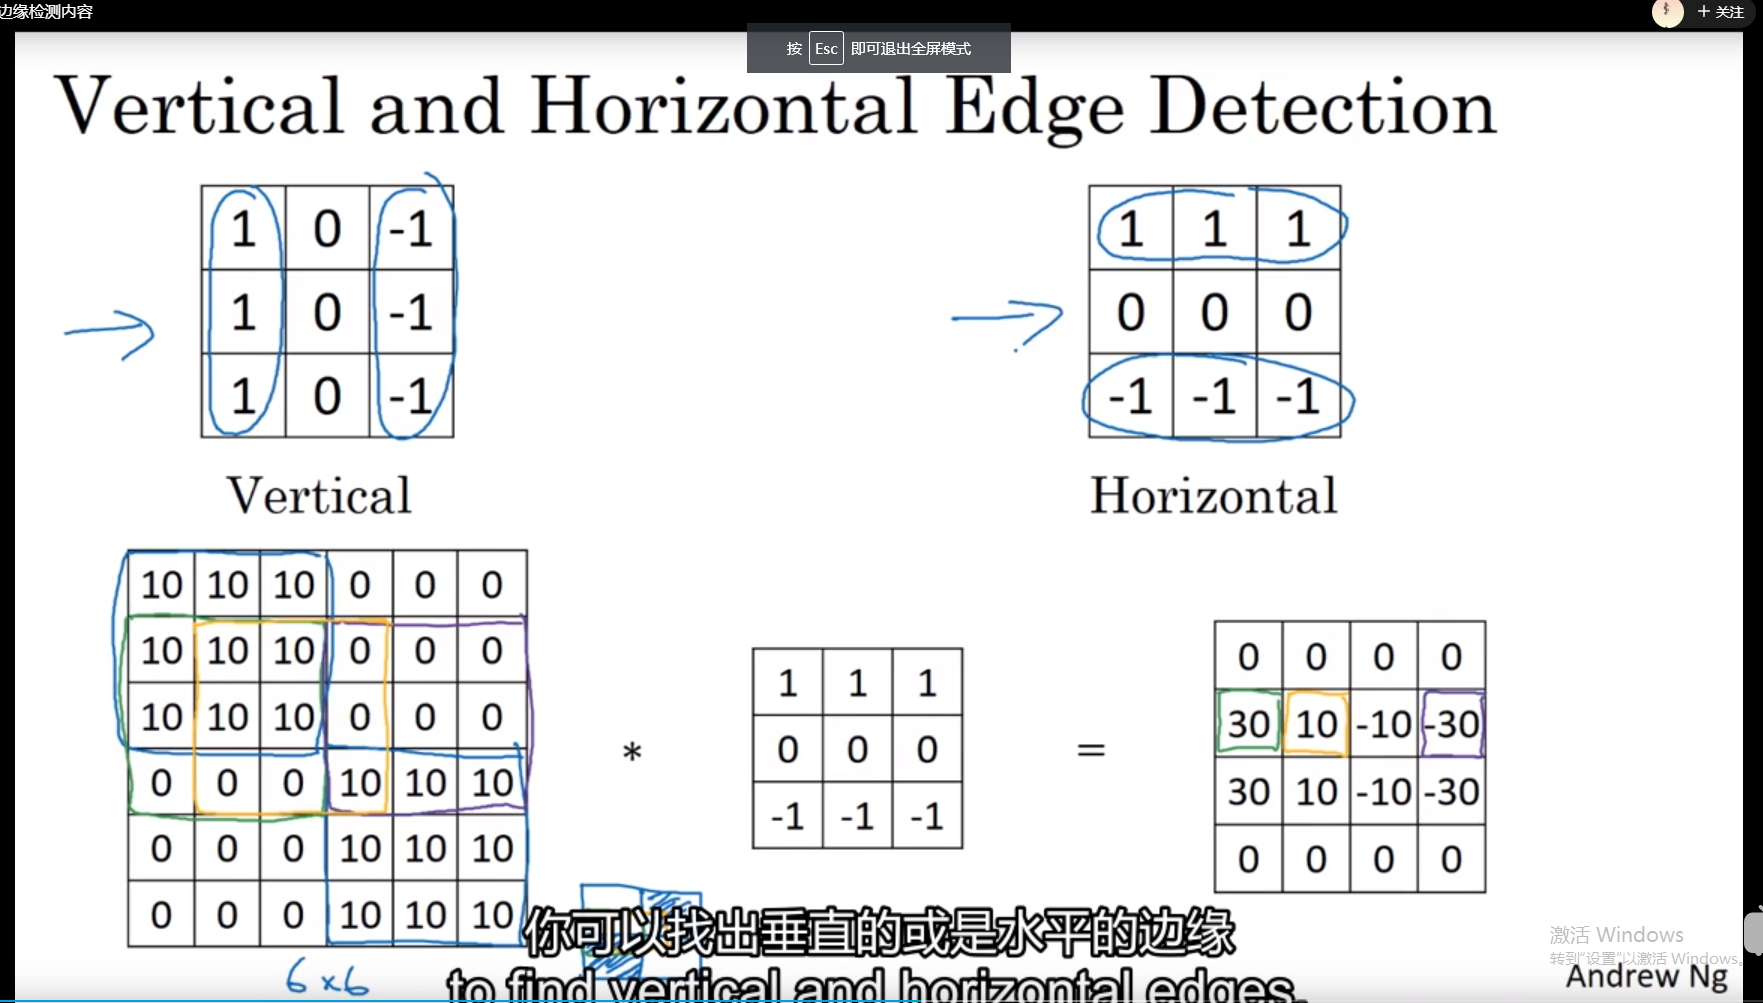 边缘检测内容
+ 关注
按 Esc 即可退出全屏模式
Vertical and Horizontal Edge Detection
1 0 -1
1 0 -1
1 0 -1
Vertical
1 1 1
0 0 0
-1 -1 -1
Horizontal
10 10 10 0 0 0
10 10 10 0 0 0
10 10 10 0 0 0
0 0 0 10 10 10
0 0 0 10 10 10
0 0 0 10 10 10
6 x 6
*
1 1 1
0 0 0
-1 -1 -1
=
0 0 0 0
30 10 -10 -30
30 10 -10 -30
0 0 0 0
你可以找出垂直的或是水平的边缘
to find vertical and horizontal edges.
激活 Windows
转到"设置"以激活 Windows。
Andrew Ng